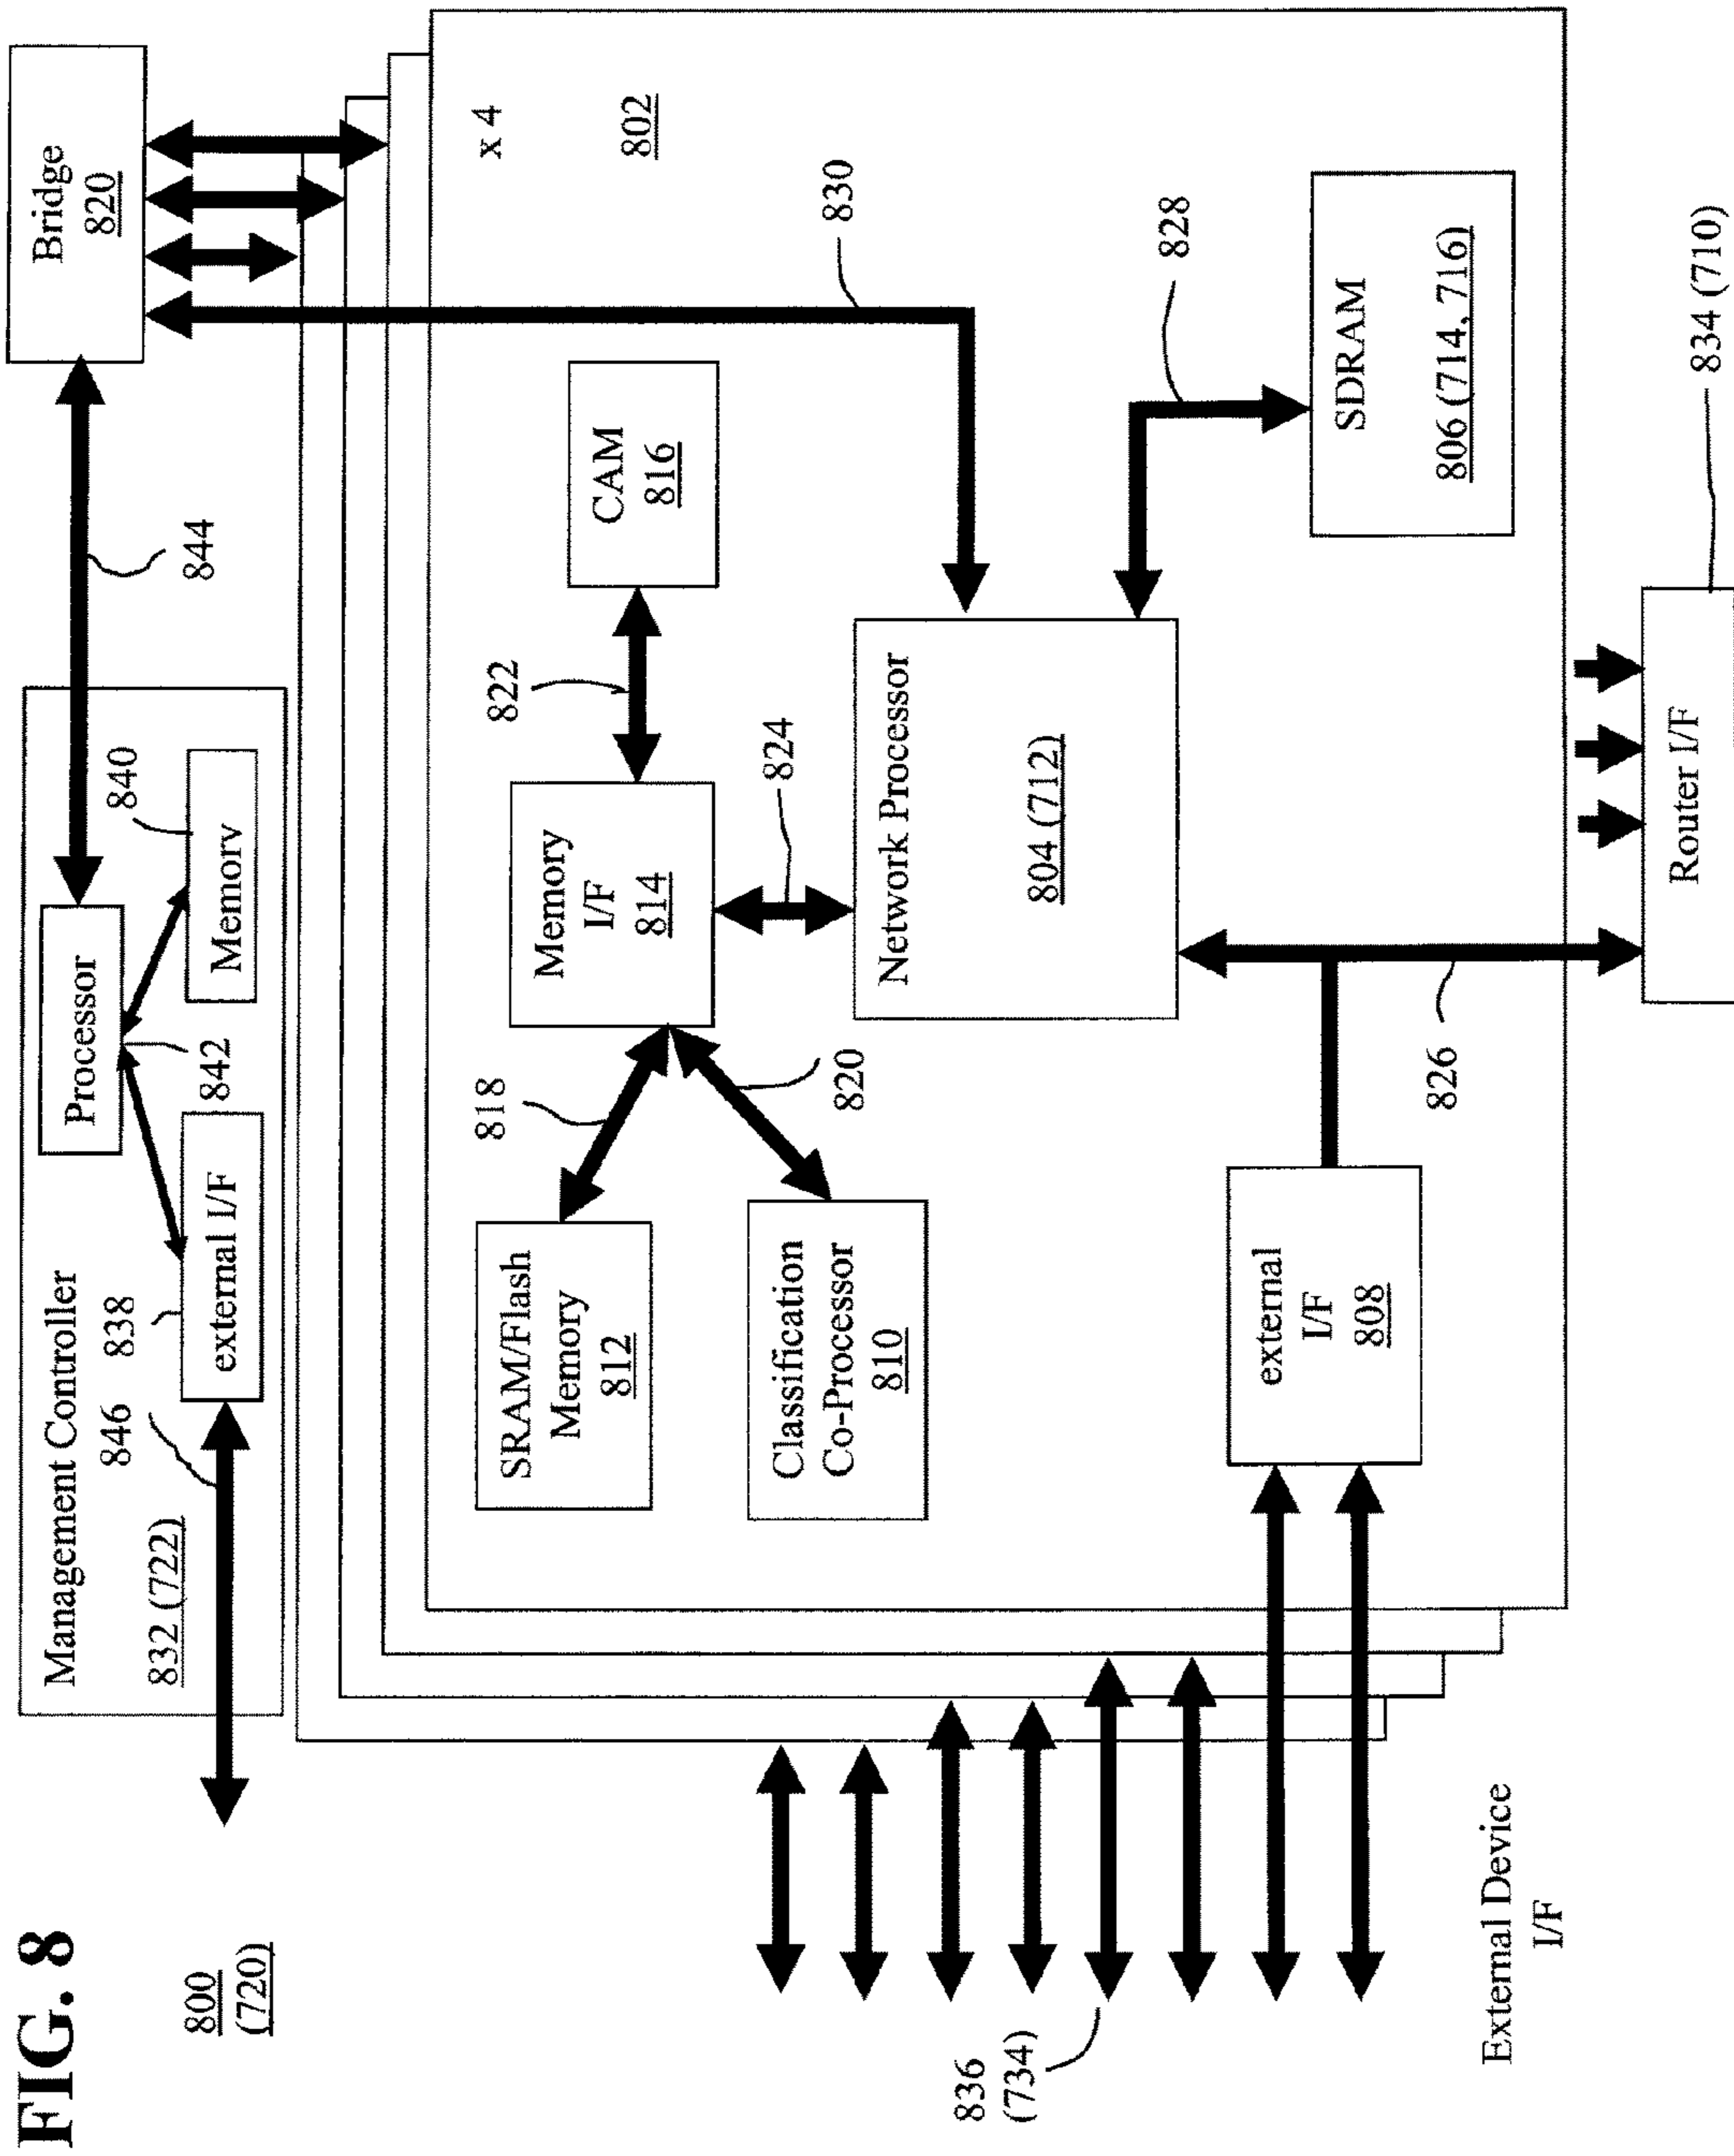 FIG. 8
800
(720)
Management Controller
832 (722)
846
838
external I/F
Processor
842
840
Memory
844
Bridge
820
x 4
802
SRAM/Flash
Memory
812
818
Classification
Co-Processor
810
820
Memory
I/F
814
822
CAM
816
824
830
Network Processor
804 (712)
828
SDRAM
806 (714, 716)
external
I/F
808
826
Router I/F
834 (710)
836
(734)
External Device
I/F